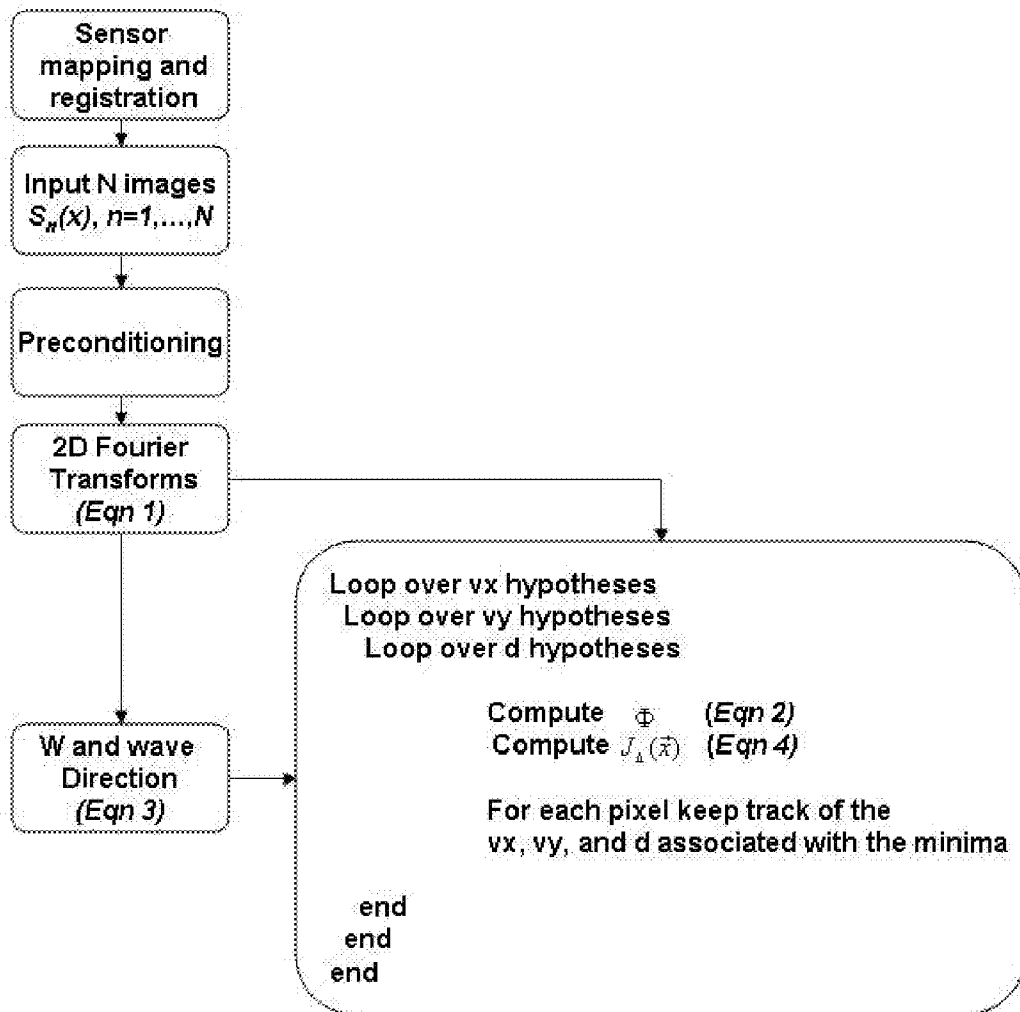 Sensor
mapping and
registration
Input N images
Sₙ(x), n=1,...,N
Preconditioning
2D Fourier
Transforms
(Eqn 1)
W and wave
Direction
(Eqn 3)
Loop over vx hypotheses
Loop over vy hypotheses
Loop over d hypotheses
Compute Φ (Eqn 2)
Compute J_Δ(x⃗) (Eqn 4)
For each pixel keep track of the
vx, vy, and d associated with the minima
end
end
end